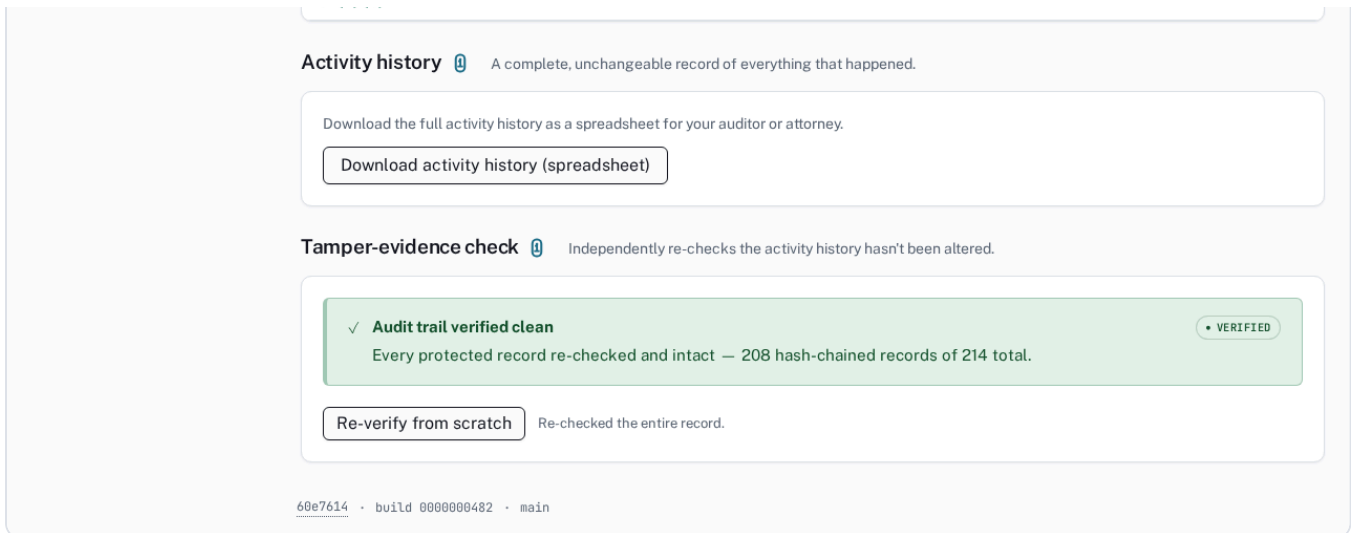 Activity history A complete, unchangeable record of everything that happened.
Download the full activity history as a spreadsheet for your auditor or attorney.
Download activity history (spreadsheet)
Tamper-evidence check Independently re-checks the activity history hasn't been altered.
✓ Audit trail verified clean • VERIFIED
Every protected record re-checked and intact — 208 hash-chained records of 214 total.
Re-verify from scratch Re-checked the entire record.
60e7614 · build 0000000482 · main